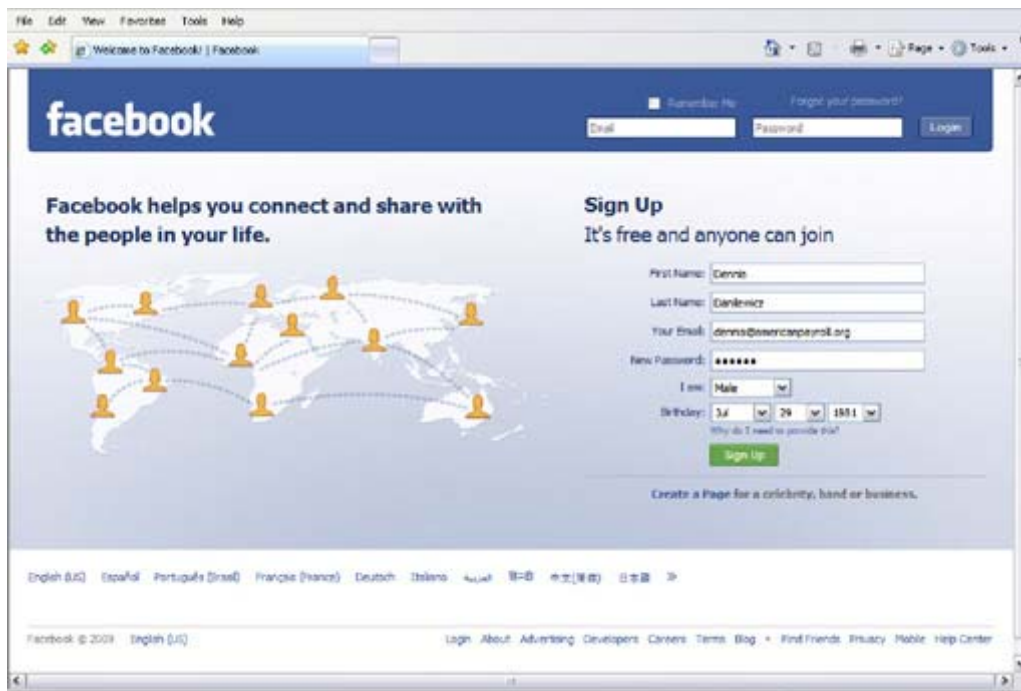 File Edit View Favorites Tools Help
Welcome to Facebook! | Facebook
Page Tools
facebook
Remember Me Forgot your password?
Email Password Login
Facebook helps you connect and share with
the people in your life.
Sign Up
It's free and anyone can join
First Name: Dennis
Last Name: Danilewicz
Your Email: dennis@americanpayroll.org
New Password: ••••••
I am: Male
Birthday: Jul 29 1981
Why do I need to provide this?
Sign Up
Create a Page for a celebrity, band or business.
English (US) Español Português (Brasil) Français (France) Deutsch Italiano العربية हिन्दी 中文(简体) 日本語 »
Facebook © 2009 English (US) Login About Advertising Developers Careers Terms Blog • Find Friends Privacy Mobile Help Center